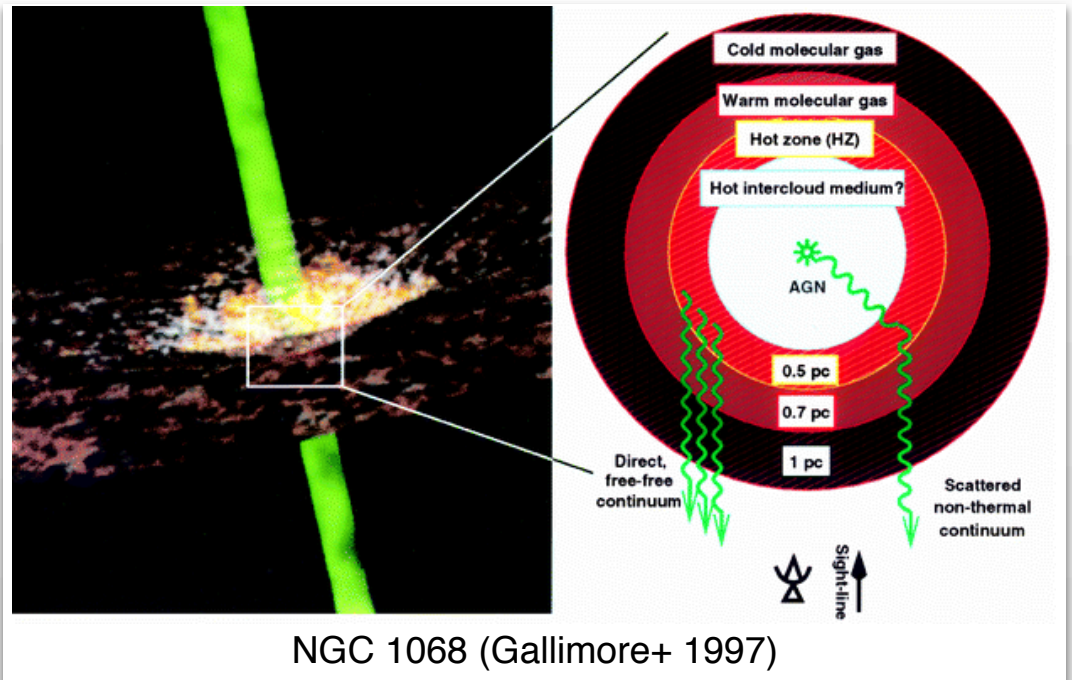 Cold molecular gas
Warm molecular gas
Hot zone (HZ)
Hot intercloud medium?
AGN
0.5 pc
0.7 pc
1 pc
Direct,
free-free
continuum
Scattered
non-thermal
continuum
Sight-line
NGC 1068 (Gallimore+ 1997)